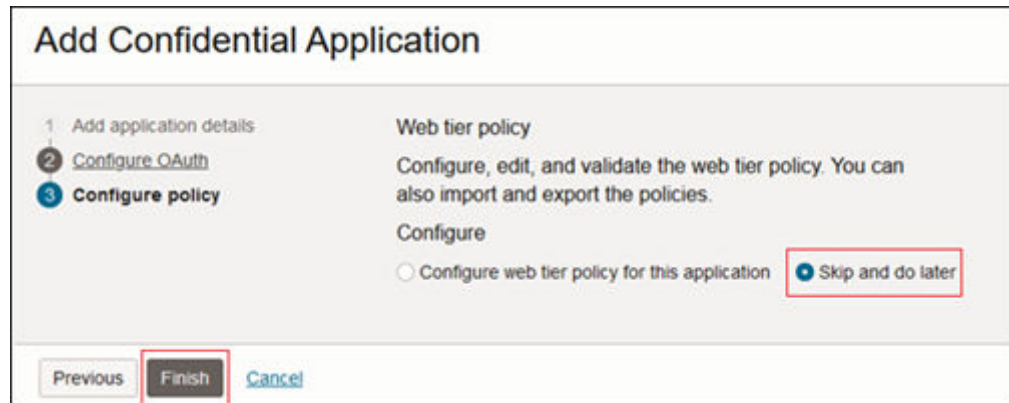 Add Confidential Application
1 Add application details
2 Configure OAuth
3 Configure policy
Web tier policy
Configure, edit, and validate the web tier policy. You can
also import and export the policies.
Configure
Configure web tier policy for this application
Skip and do later
Previous
Finish
Cancel